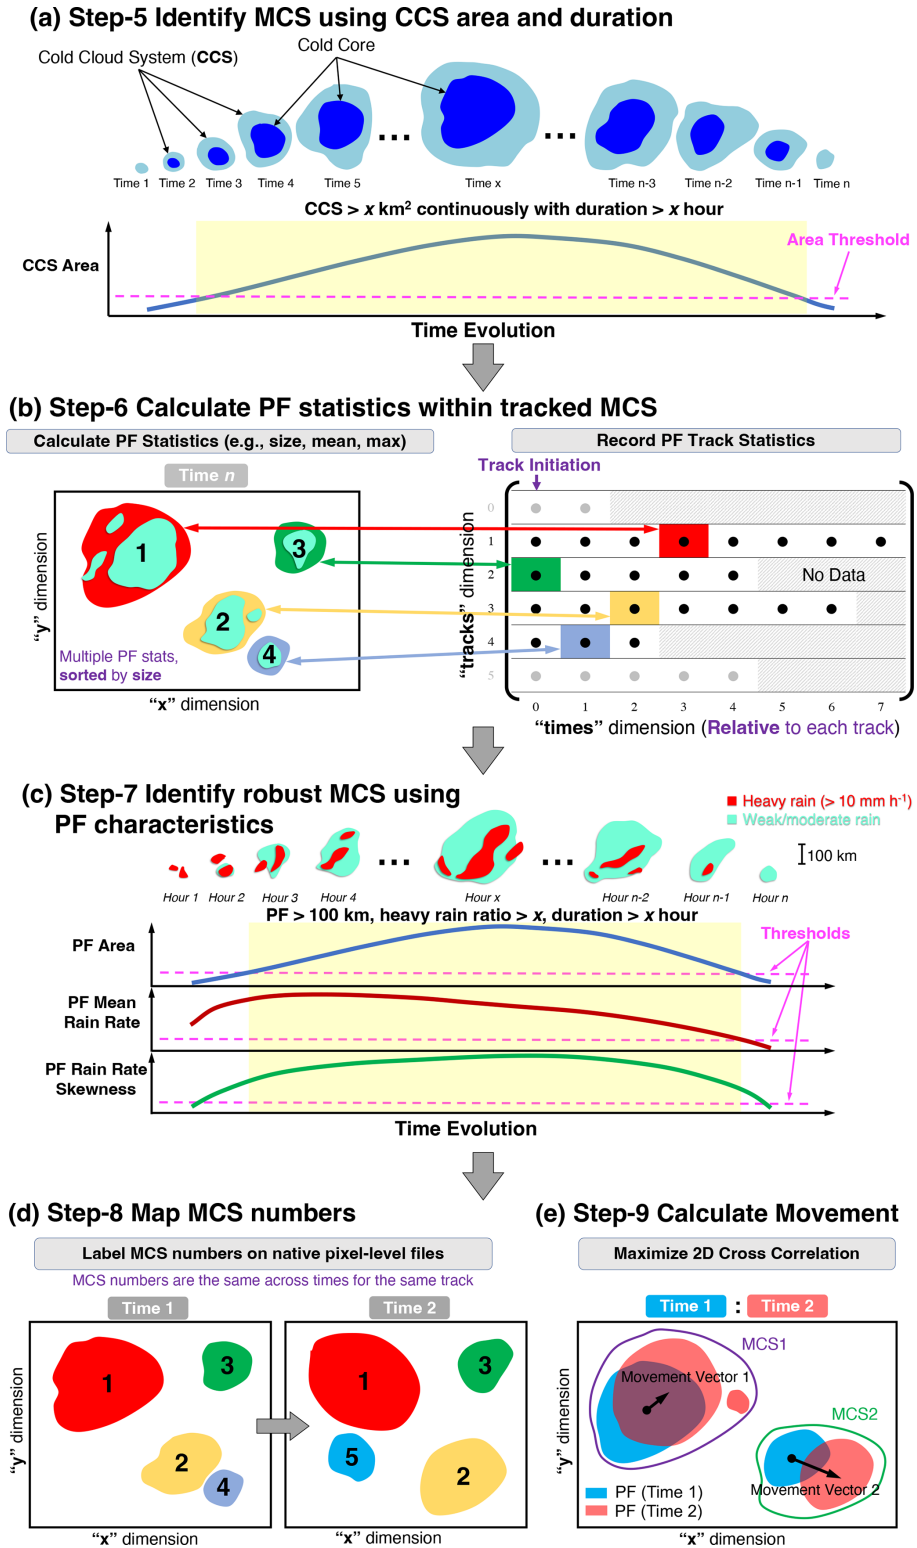 (a) Step-5 Identify MCS using CCS area and duration
Cold Cloud System (CCS)
Cold Core
...
...
Time 1
Time 2
Time 3
Time 4
Time 5
Time x
Time n-3
Time n-2
Time n-1
Time n
CCS > x km² continuously with duration > x hour
Area Threshold
CCS Area
Time Evolution
(b) Step-6 Calculate PF statistics within tracked MCS
Calculate PF Statistics (e.g., size, mean, max)
Time n
1
3
2
4
Multiple PF stats,
sorted by size
"y" dimension
"x" dimension
Record PF Track Statistics
Track Initiation
"tracks" dimension
0
1
2
No Data
3
4
5
0 1 2 3 4 5 6 7
"times" dimension (Relative to each track)
(c) Step-7 Identify robust MCS using
PF characteristics
Heavy rain (> 10 mm h⁻¹)
Weak/moderate rain
100 km
...
...
Hour 1
Hour 2
Hour 3
Hour 4
Hour x
Hour n-2
Hour n-1
Hour n
PF > 100 km, heavy rain ratio > x, duration > x hour
Thresholds
PF Area
PF Mean
Rain Rate
PF Rain Rate
Skewness
Time Evolution
(d) Step-8 Map MCS numbers
Label MCS numbers on native pixel-level files
MCS numbers are the same across times for the same track
Time 1
1
3
2
4
"y" dimension
"x" dimension
Time 2
1
3
5
2
"x" dimension
(e) Step-9 Calculate Movement
Maximize 2D Cross Correlation
Time 1 : Time 2
MCS1
Movement Vector 1
MCS2
Movement Vector 2
PF (Time 1)
PF (Time 2)
"y" dimension
"x" dimension